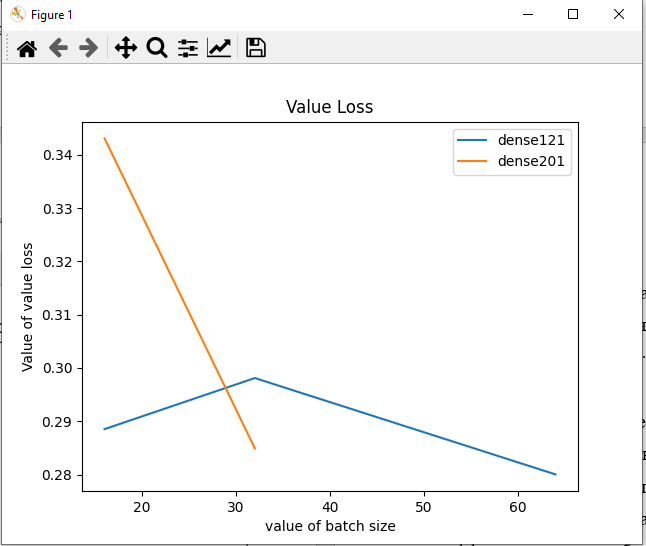 Figure 1
Value Loss
dense121
dense201
0.34
0.33
0.32
0.31
0.30
0.29
0.28
Value of value loss
20 30 40 50 60
value of batch size